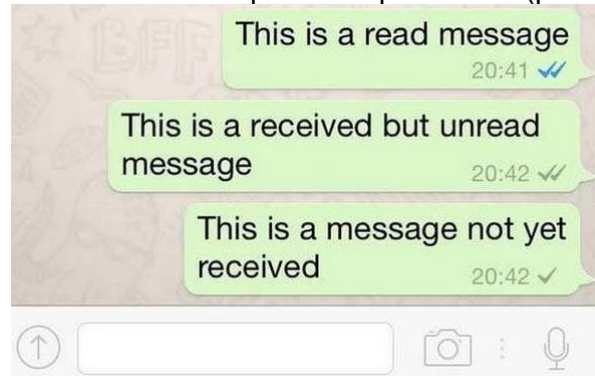 This is a read message
20:41
This is a received but unread
message
20:42
This is a message not yet
received
20:42